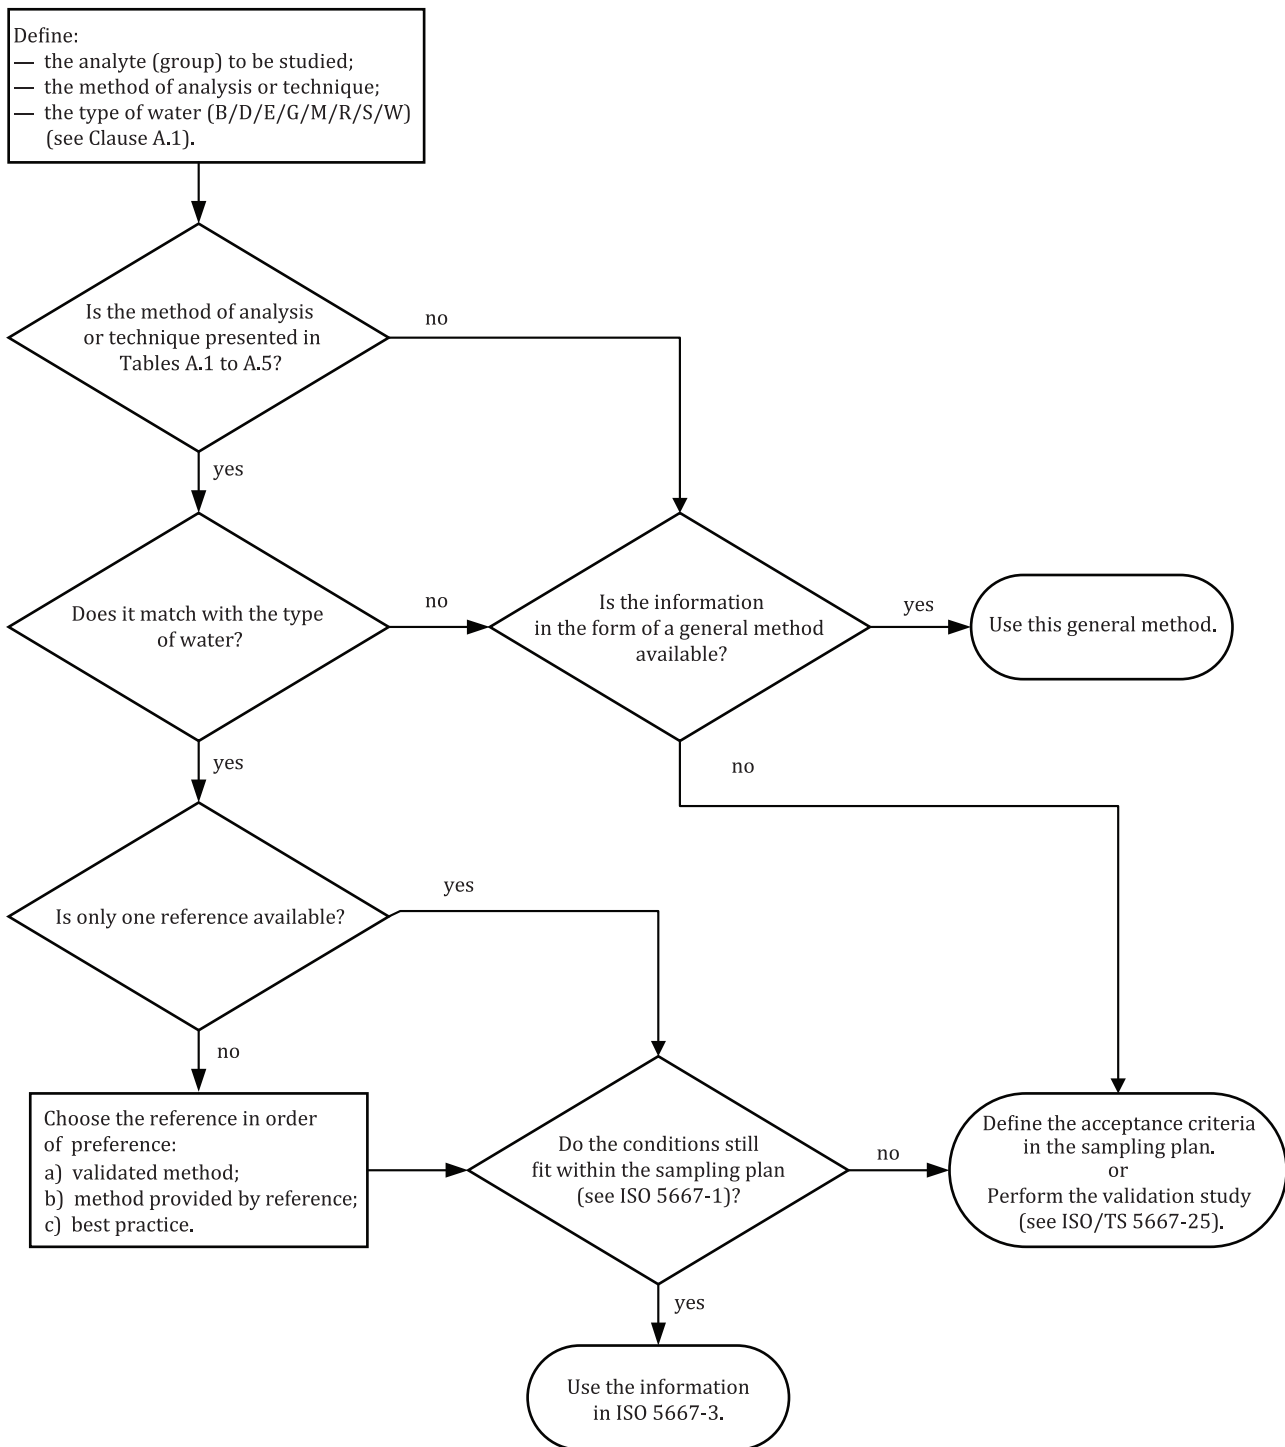 Define:
— the analyte (group) to be studied;
— the method of analysis or technique;
— the type of water (B/D/E/G/M/R/S/W)
(see Clause A.1).
Is the method of analysis
or technique presented in
Tables A.1 to A.5?
no
yes
Does it match with the type
of water?
no
Is the information
in the form of a general method
available?
yes
Use this general method.
yes
no
Is only one reference available?
yes
no
Choose the reference in order
of preference:
a) validated method;
b) method provided by reference;
c) best practice.
Do the conditions still
fit within the sampling plan
(see ISO 5667-1)?
no
Define the acceptance criteria
in the sampling plan.
or
Perform the validation study
(see ISO/TS 5667-25).
yes
Use the information
in ISO 5667-3.